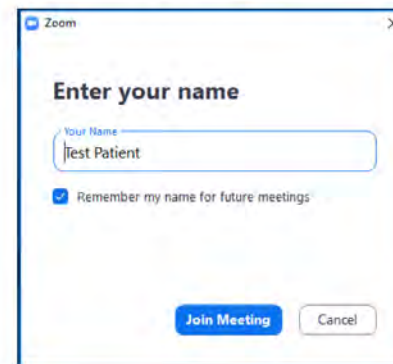 Zoom
Enter your name
Your Name
Test Patient
Remember my name for future meetings
Join Meeting
Cancel